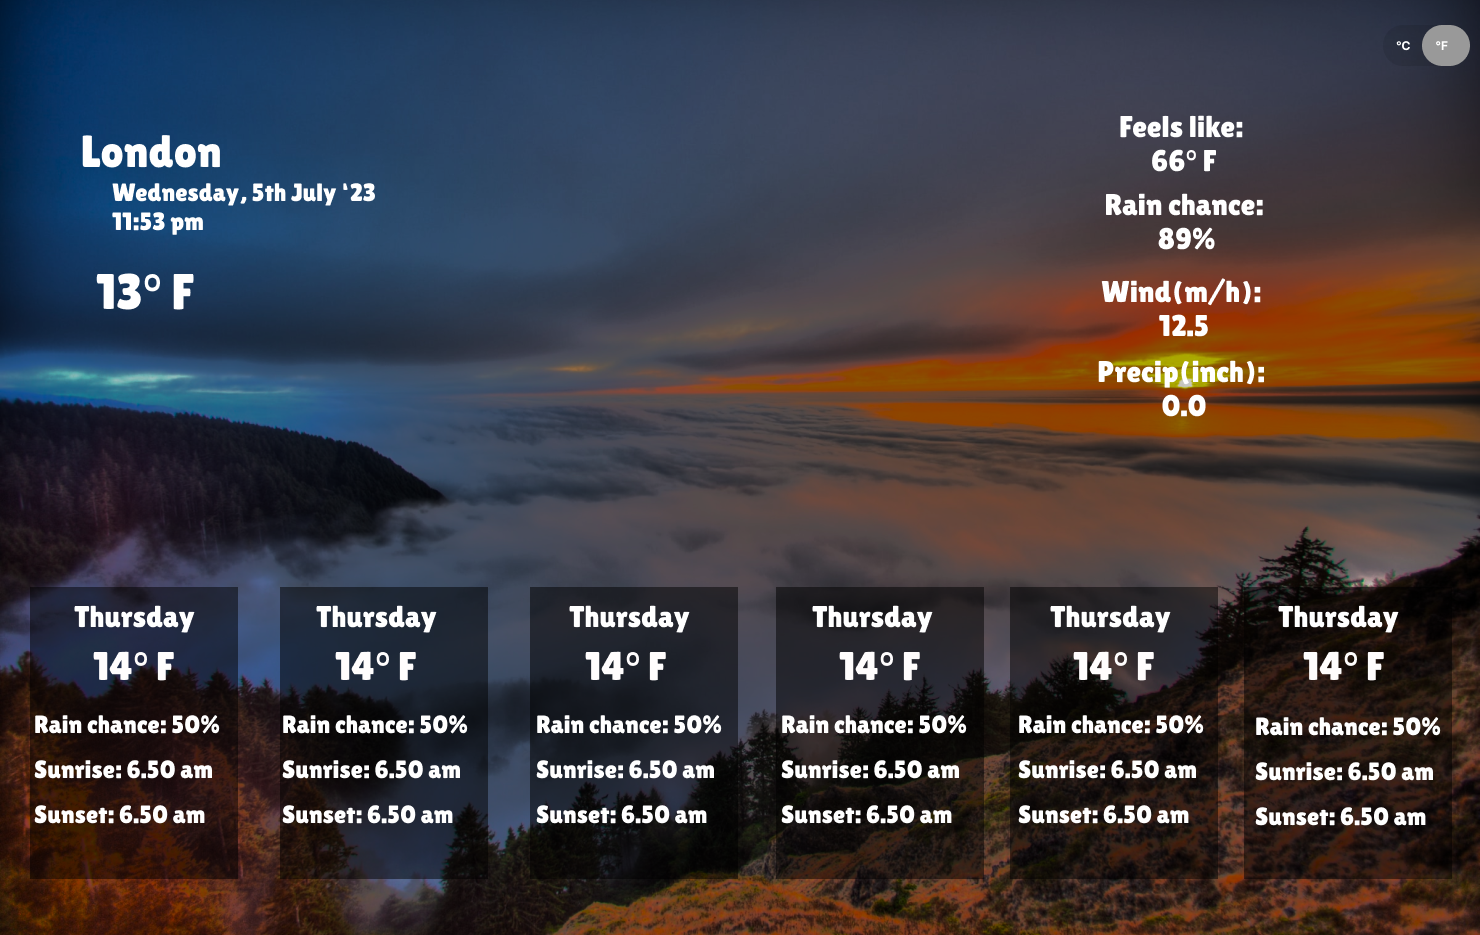 °C °F
London
Wednesday, 5th July ‘23
11:53 pm
13° F
Feels like:
66° F
Rain chance:
89%
Wind(m/h):
12.5
Precip(inch):
0.0
Thursday
14° F
Rain chance: 50%
Sunrise: 6.50 am
Sunset: 6.50 am
Thursday
14° F
Rain chance: 50%
Sunrise: 6.50 am
Sunset: 6.50 am
Thursday
14° F
Rain chance: 50%
Sunrise: 6.50 am
Sunset: 6.50 am
Thursday
14° F
Rain chance: 50%
Sunrise: 6.50 am
Sunset: 6.50 am
Thursday
14° F
Rain chance: 50%
Sunrise: 6.50 am
Sunset: 6.50 am
Thursday
14° F
Rain chance: 50%
Sunrise: 6.50 am
Sunset: 6.50 am